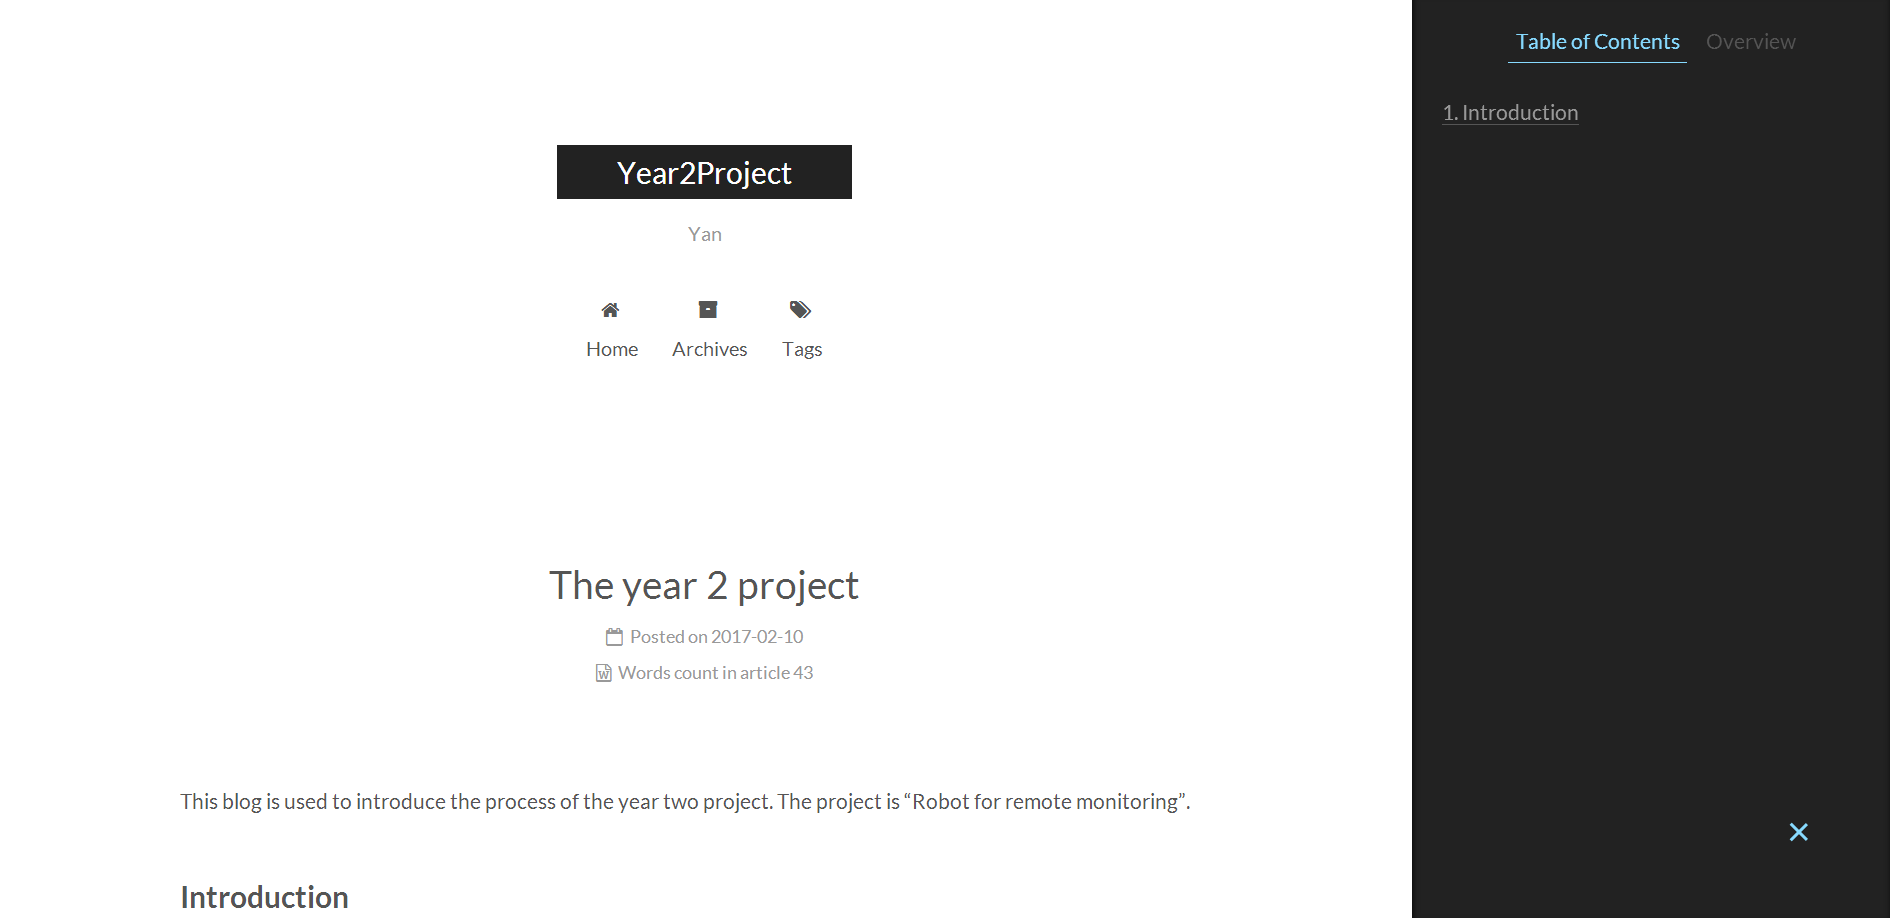 Table of Contents Overview
1. Introduction
Year2Project
Yan
Home Archives Tags
The year 2 project
Posted on 2017-02-10
Words count in article 43
This blog is used to introduce the process of the year two project. The project is “Robot for remote monitoring”.
Introduction